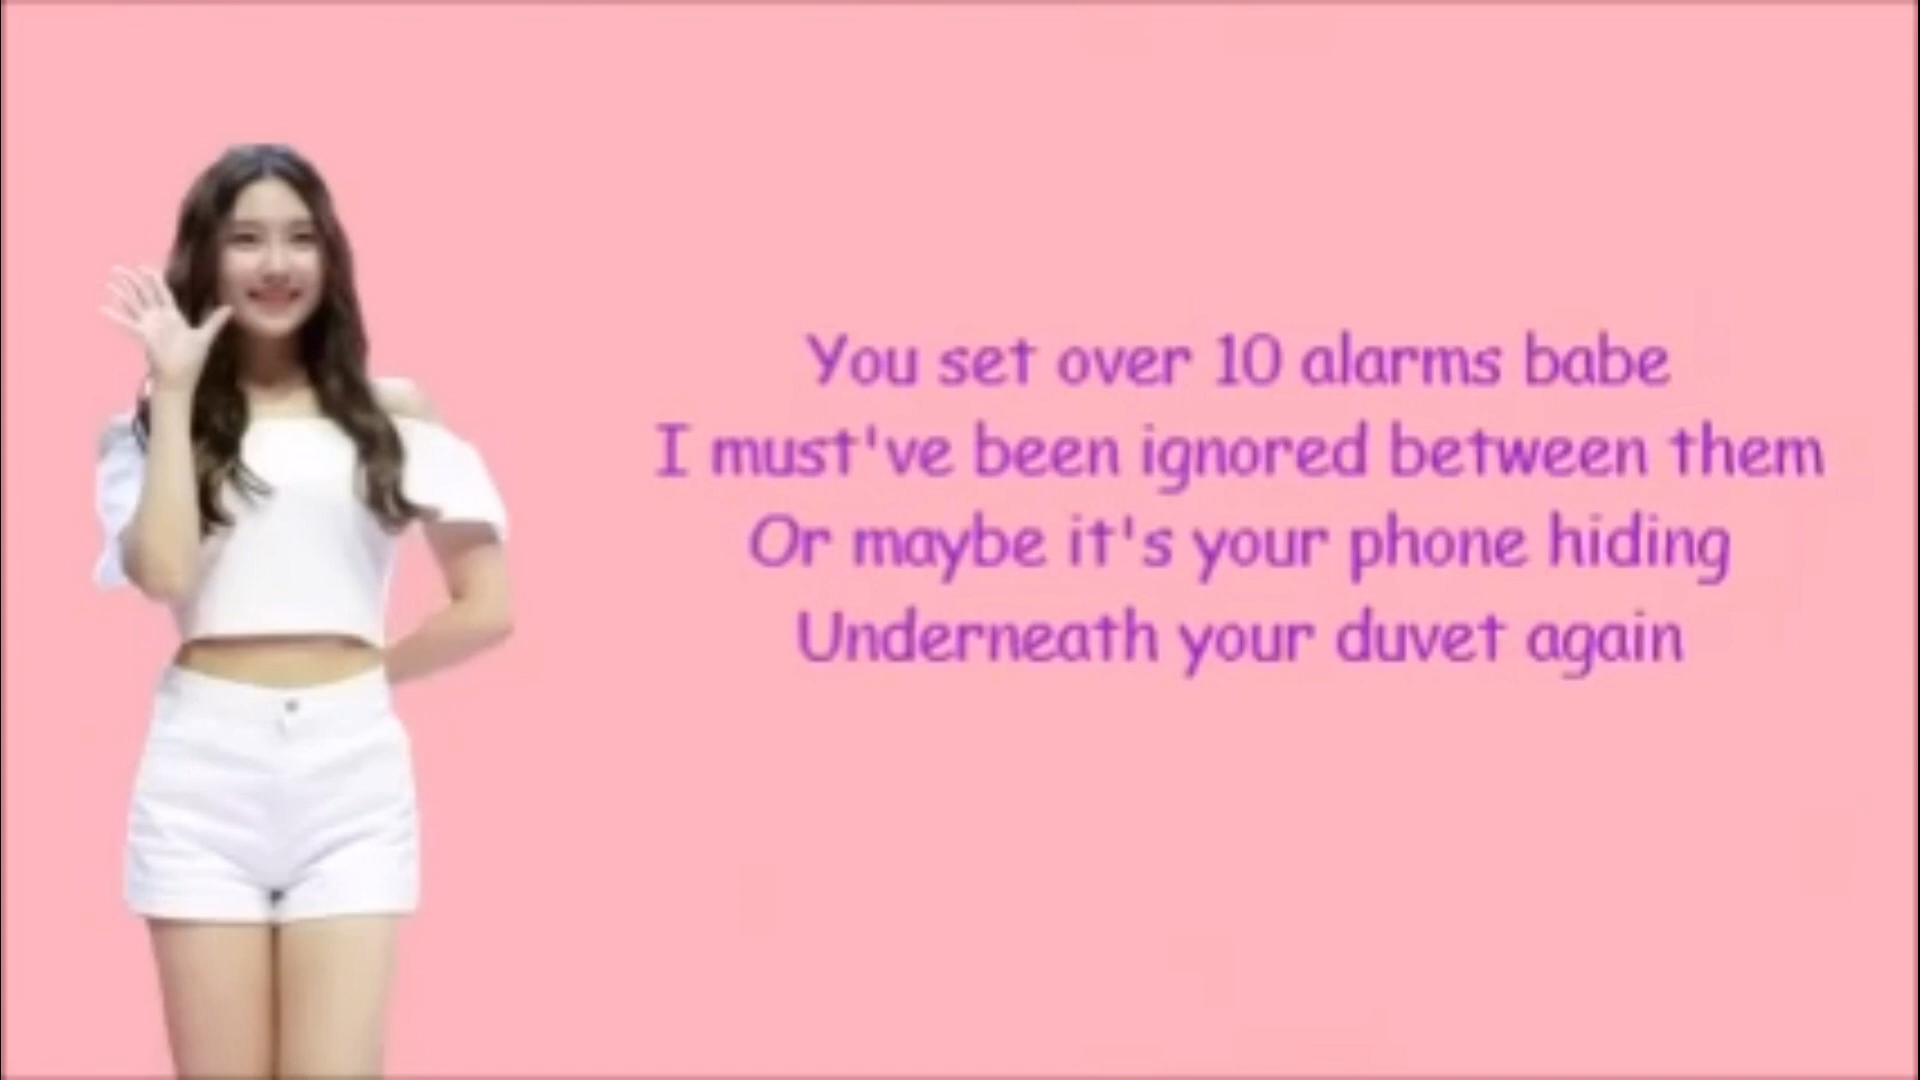 You set over 10 alarms babe
I must've been ignored between them
Or maybe it's your phone hiding
Underneath your duvet again